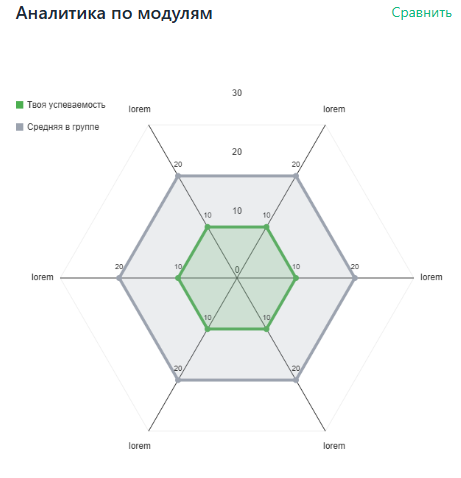 Аналитика по модулям
Сравнить
30
Твоя успеваемость
lorem
lorem
Средняя в группе
20
20
20
10
10
10
lorem
20
10
0
10
20
lorem
10
10
20
20
lorem
lorem